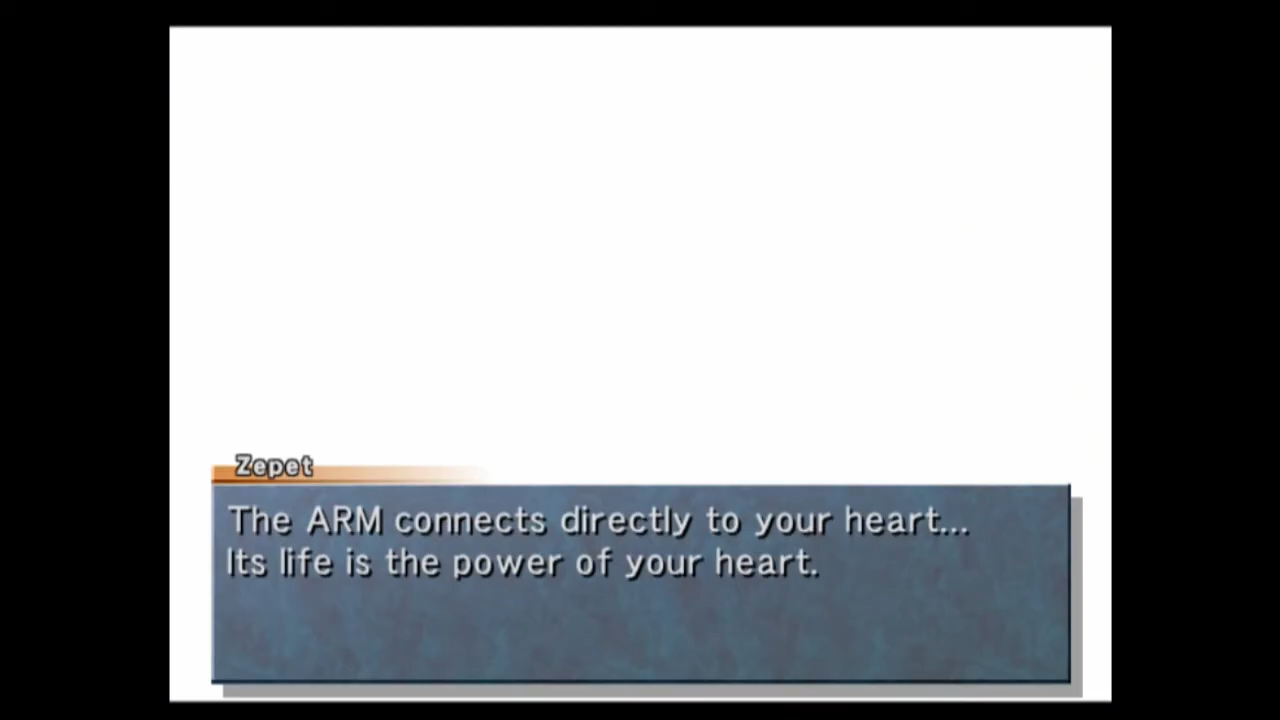 Zepet
The ARM connects directly to your heart...
Its life is the power of your heart.